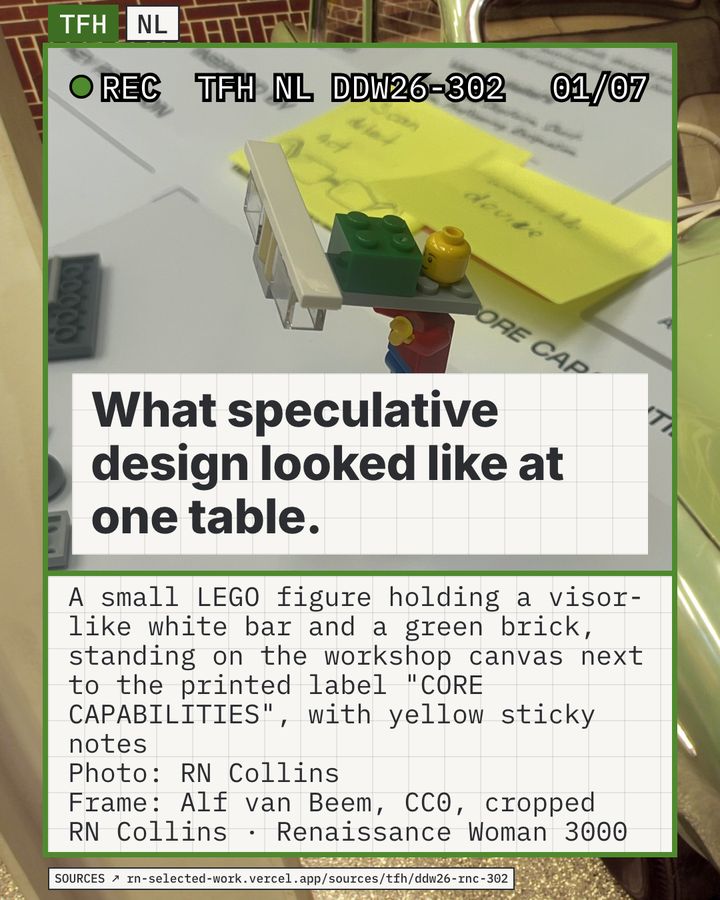 TFH NL
REC TFH NL DDW26-302 01/07
device
CORE CAPA
What speculative
design looked like at
one table.
A small LEGO figure holding a visor-
like white bar and a green brick,
standing on the workshop canvas next
to the printed label "CORE
CAPABILITIES", with yellow sticky
notes
Photo: RN Collins
Frame: Alf van Beem, CC0, cropped
RN Collins · Renaissance Woman 3000
SOURCES ↗ rn-selected-work.vercel.app/sources/tfh/ddw26-rnc-302